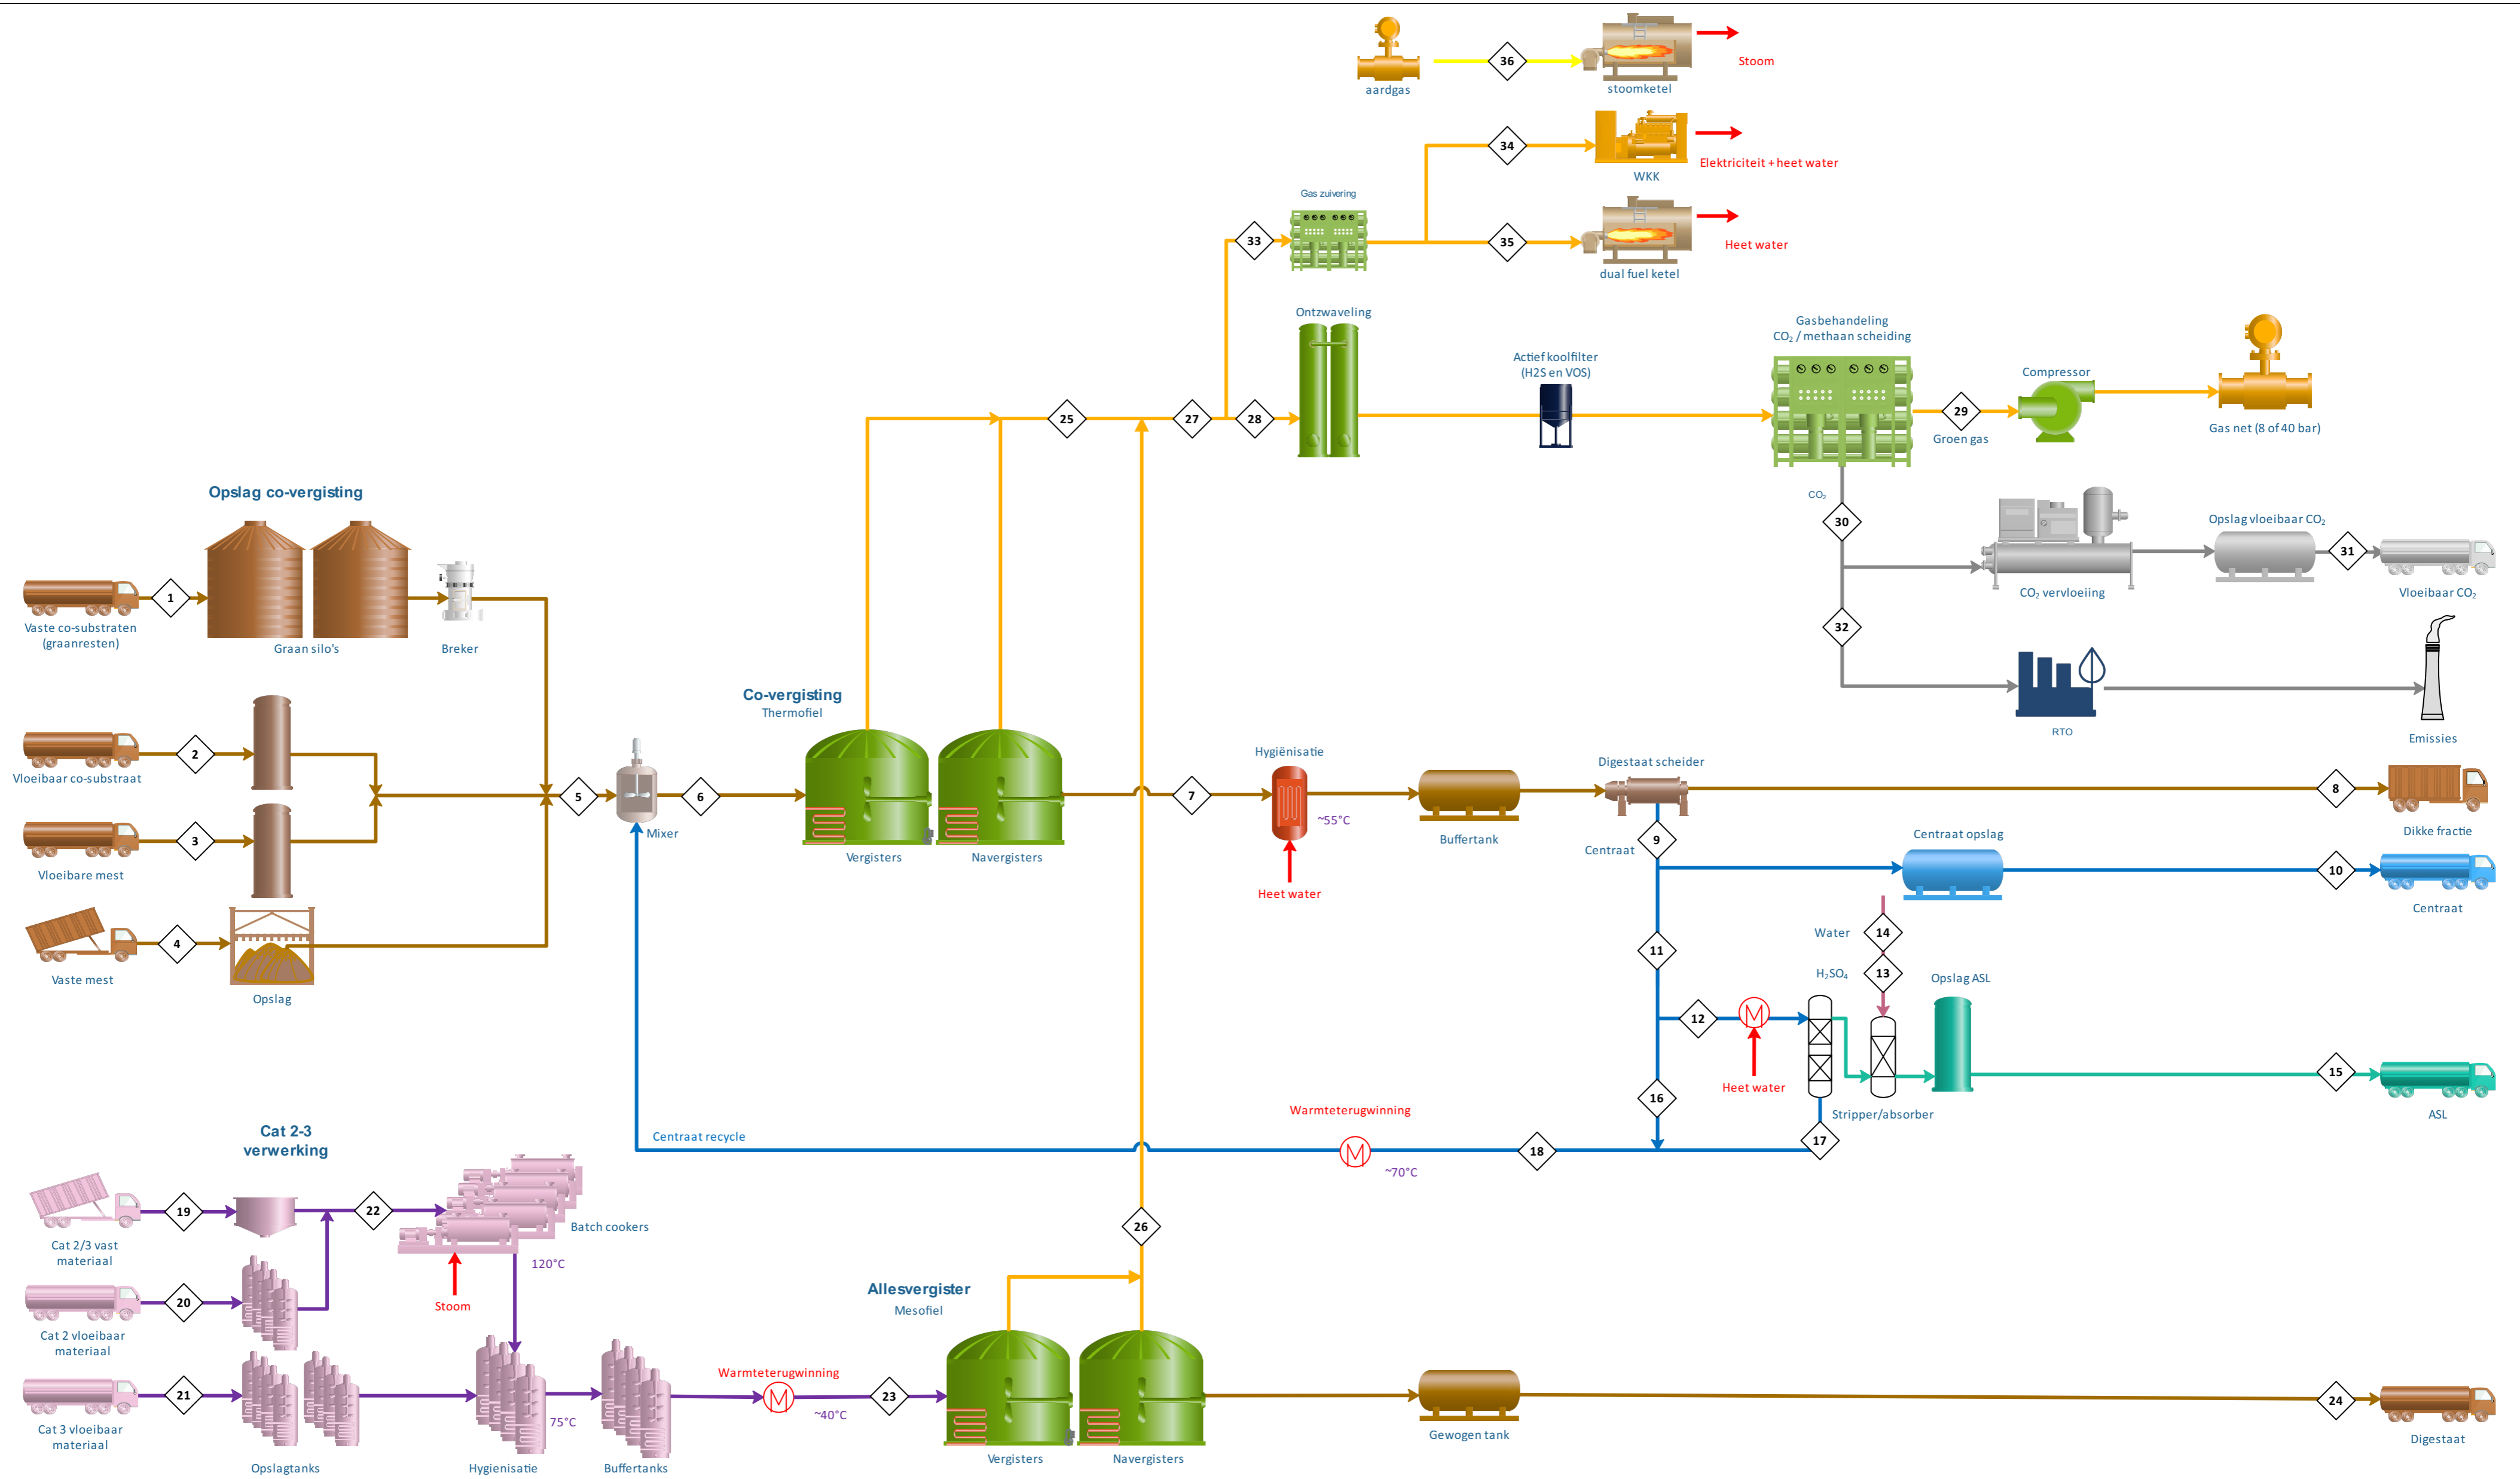 36
Stoom
aardgas
stoomketel
34
Elektriciteit + heet water
WKK
Gas zuivering
33
35
Heet water
dual fuel ketel
Ontzwaveling
Gasbehandeling
CO₂ / methaan scheiding
Actief koolfilter
(H2S en VOS)
Compressor
25
27
28
29
Groen gas
Gas net (8 of 40 bar)
Opslag co-vergisting
CO₂
30
Opslag vloeibaar CO₂
31
CO₂ vervloeiing
Vloeibaar CO₂
1
Vaste co-substraten
(graanresten)
Graan silo's
Breker
32
RTO
Emissies
Co-vergisting
Thermofiel
2
Vloeibaar co-substraat
Hygiënisatie
Digestaat scheider
5
6
7
8
Mixer
~55°C
Buffertank
Dikke fractie
3
Vloeibare mest
Vergisters
Navergisters
9
Centraat
Centraat opslag
Heet water
10
Centraat
4
Vaste mest
Opslag
11
Water
14
H₂SO₄
13
Opslag ASL
12
Heet water
Stripper/absorber
15
ASL
16
Warmteterugwinning
Centraat recycle
~70°C
18
17
Cat 2-3
verwerking
19
22
Cat 2/3 vast
materiaal
Batch cookers
120°C
26
20
Stoom
Cat 2 vloeibaar
materiaal
Allesvergister
Mesofiel
21
Cat 3 vloeibaar
materiaal
Opslagtanks
75°C
Hygienisatie
Buffertanks
Warmteterugwinning
~40°C
23
Vergisters
Navergisters
Gewogen tank
24
Digestaat